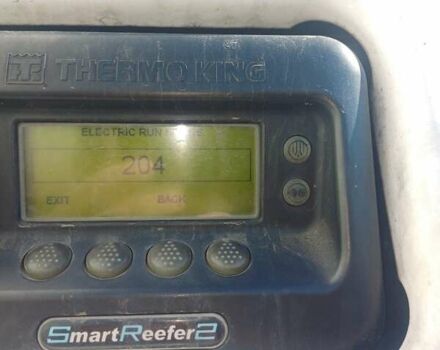 THERMO KING
ELECTRIC RUN
204
EXIT BACK
SmartReefer2